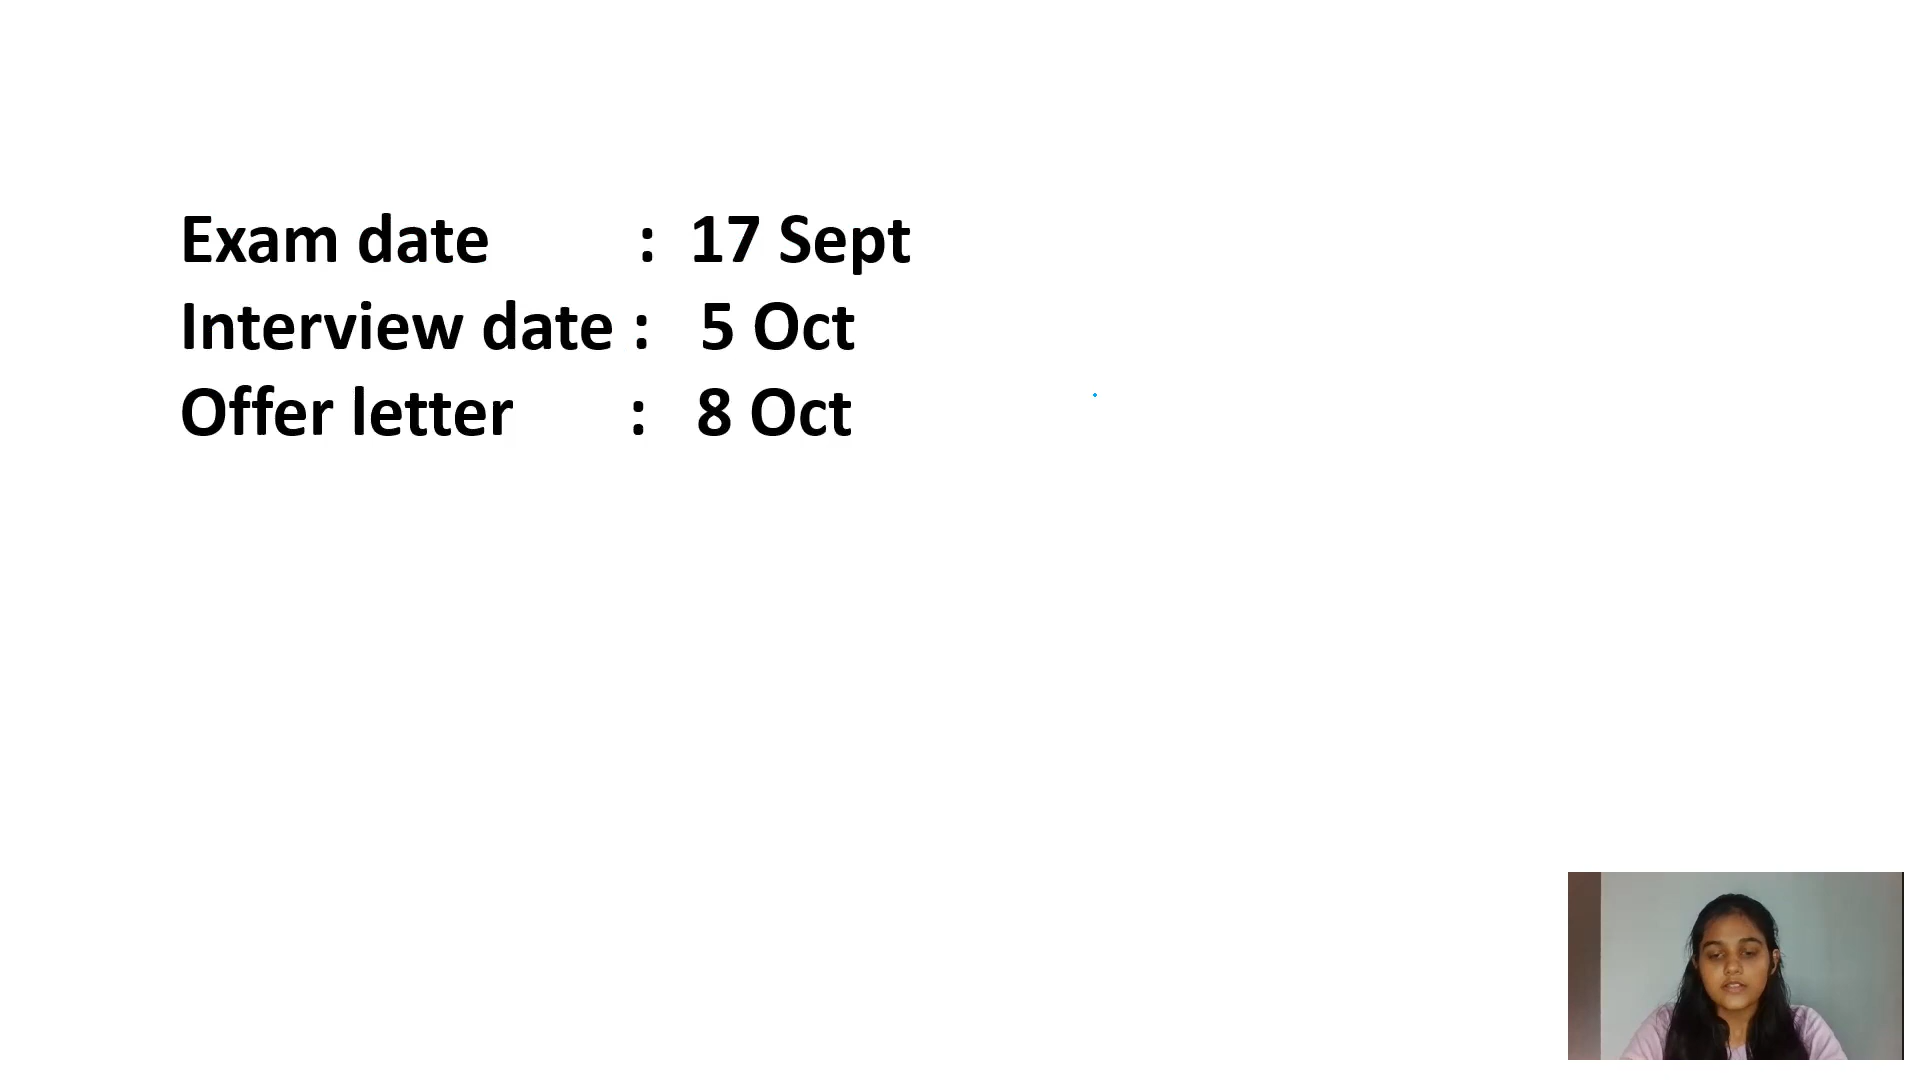 Exam date : 17 Sept
Interview date : 5 Oct
Offer letter : 8 Oct